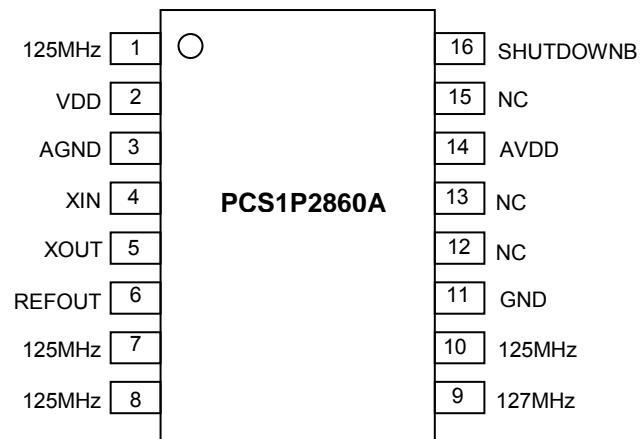 125MHz 1 16 SHUTDOWNB
VDD 2 15 NC
AGND 3 14 AVDD
XIN 4 PCS1P2860A 13 NC
XOUT 5 12 NC
REFOUT 6 11 GND
125MHz 7 10 125MHz
125MHz 8 9 127MHz